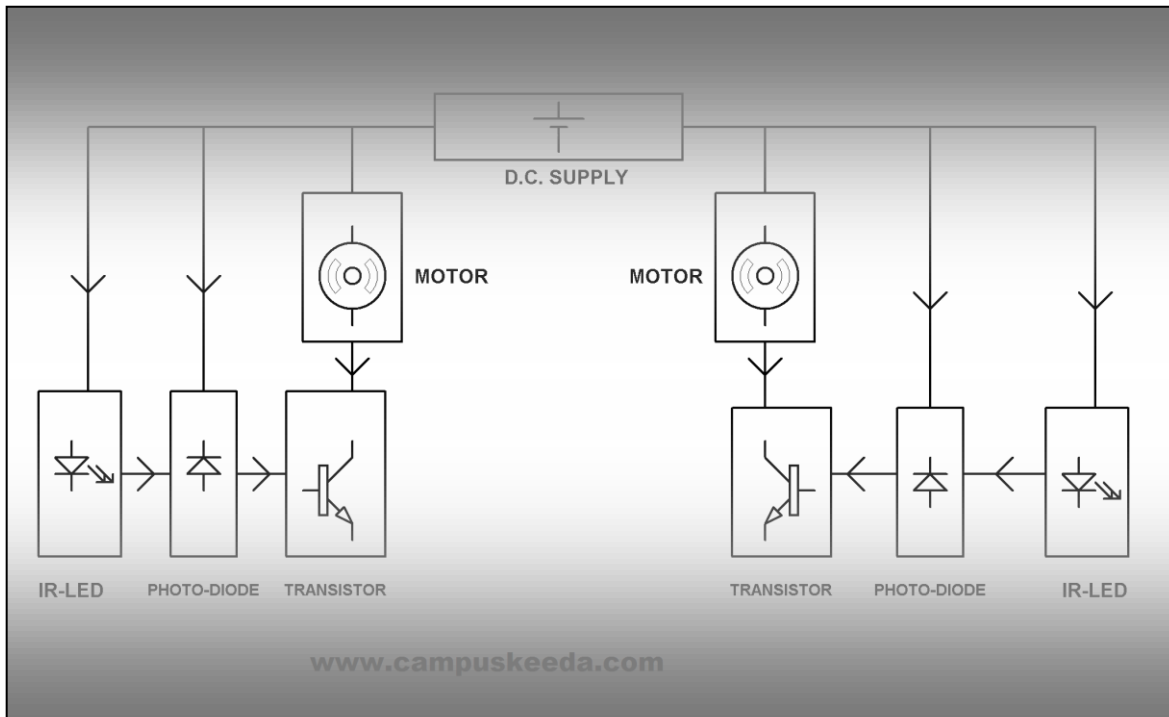 D.C. SUPPLY
MOTOR MOTOR
IR-LED PHOTO-DIODE TRANSISTOR TRANSISTOR PHOTO-DIODE IR-LED
www.campuskeeda.com